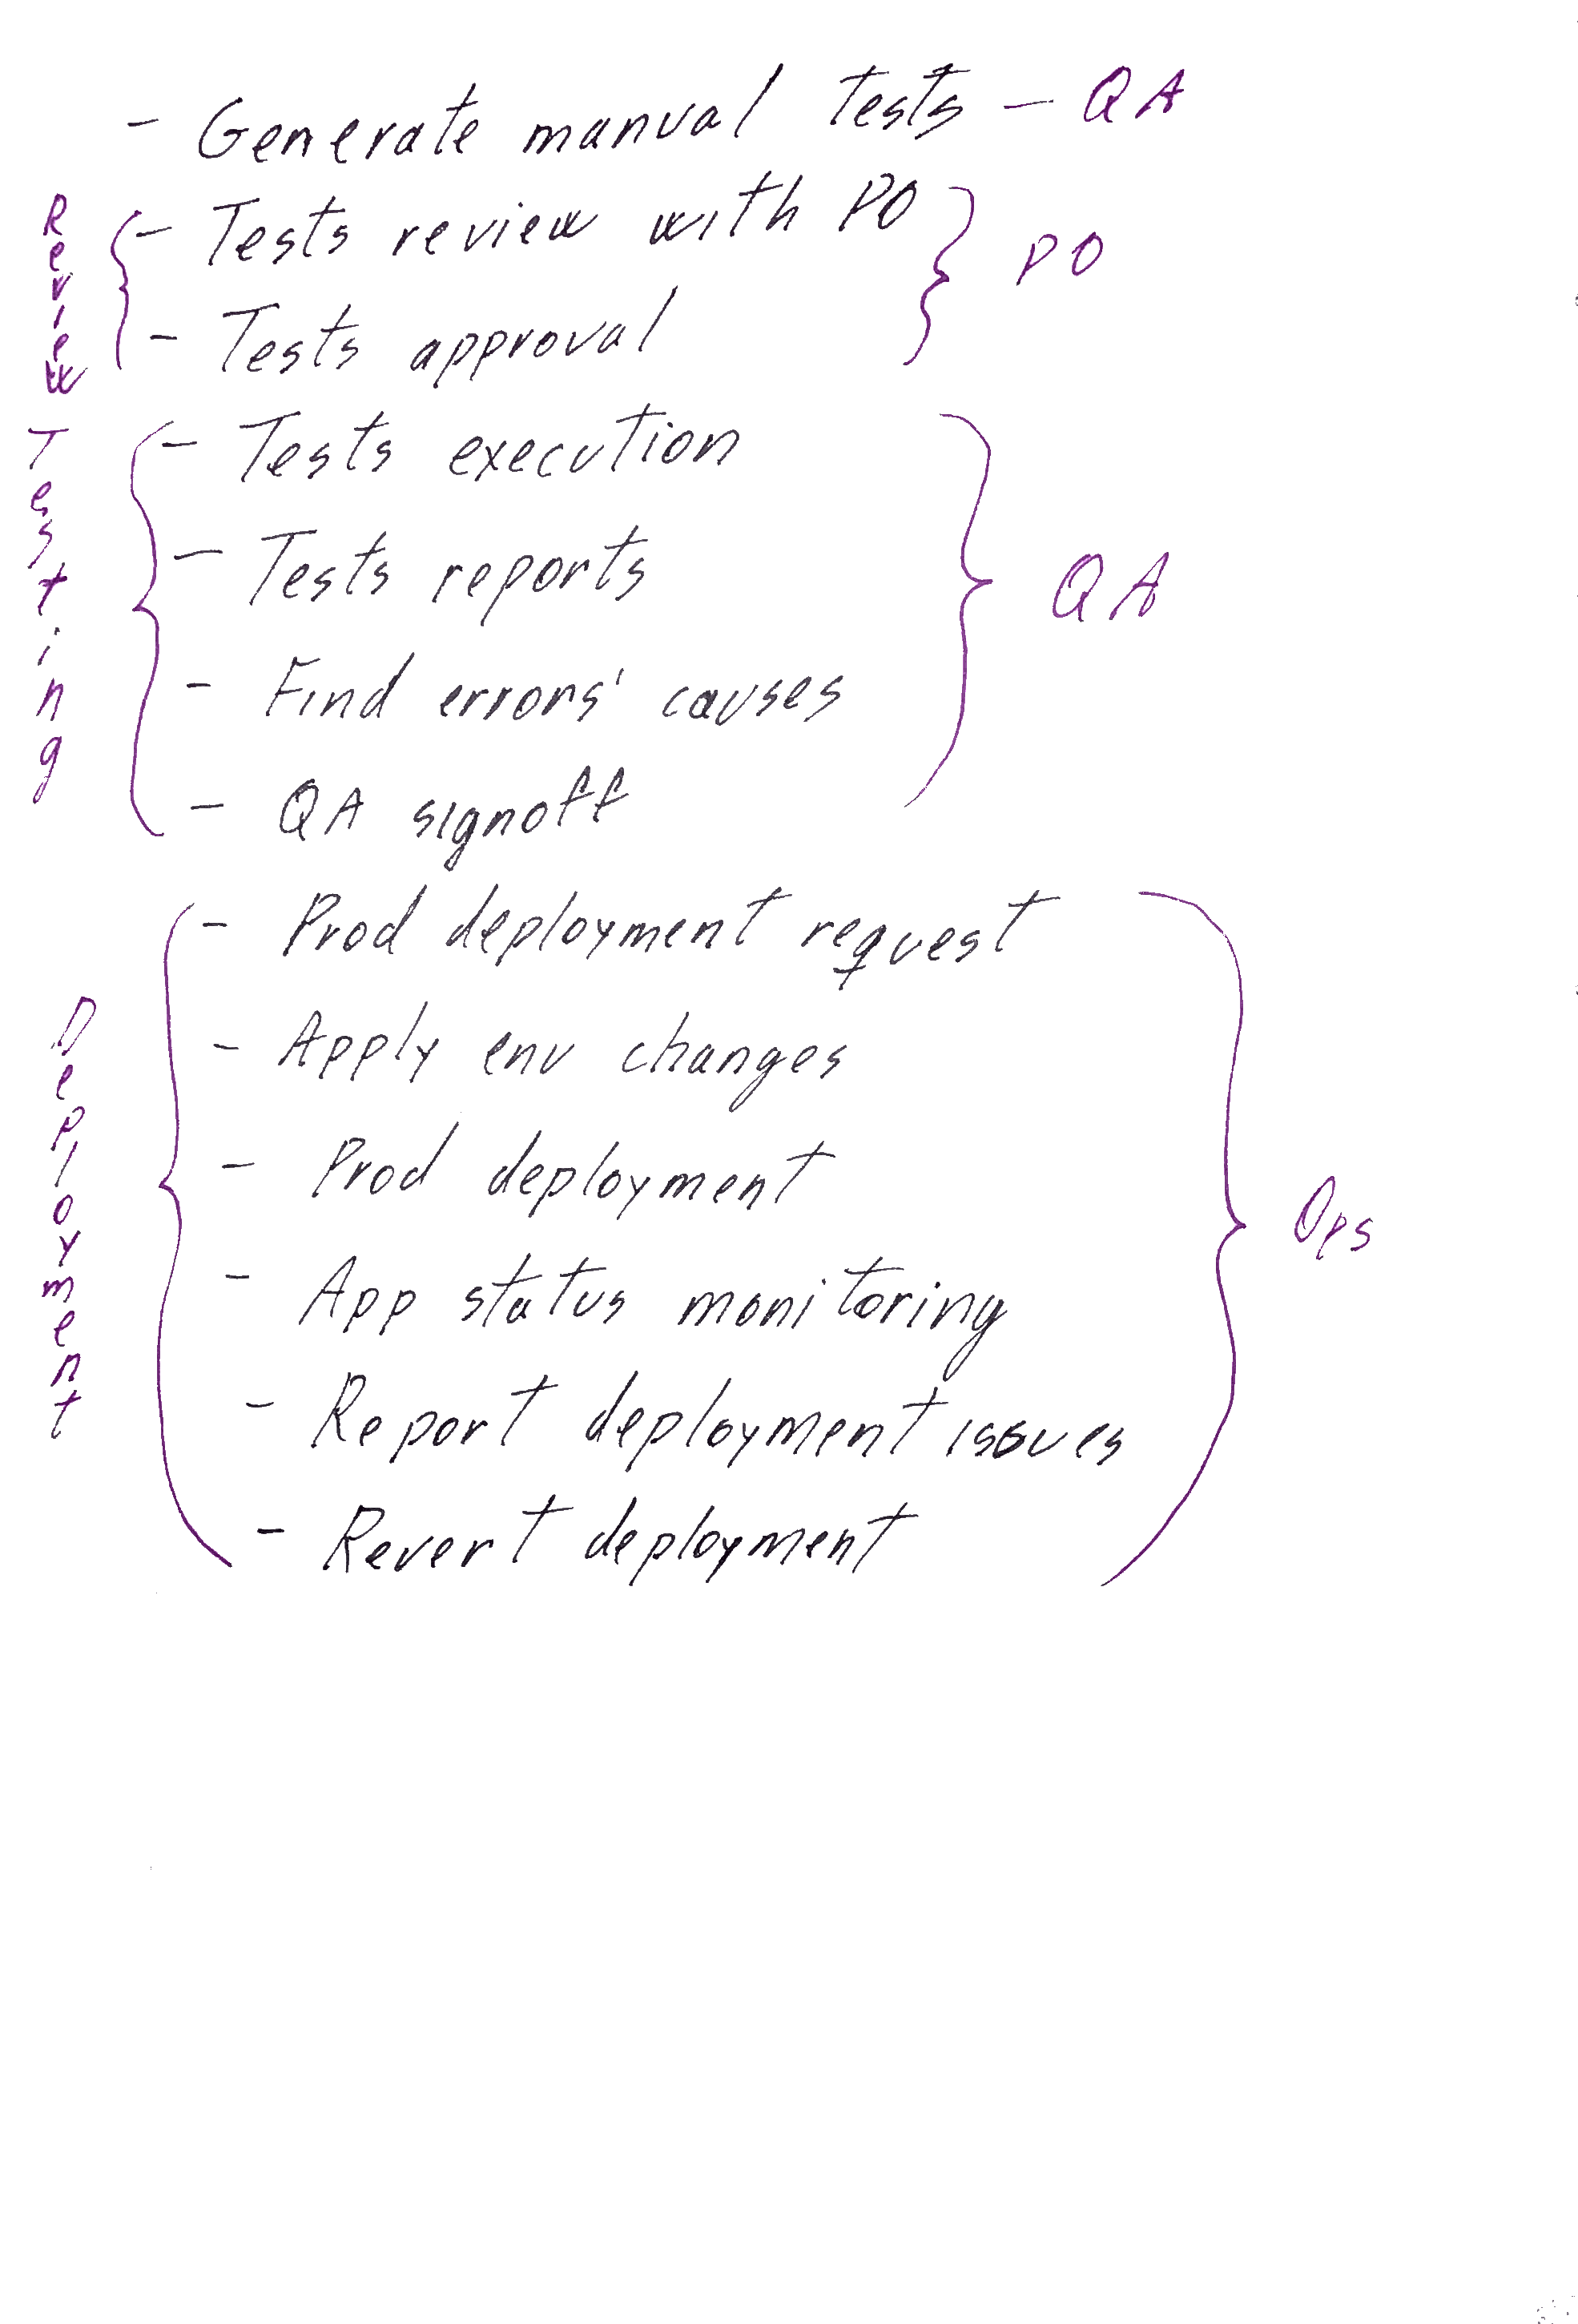 - Generate manual tests - QA
Review
- Tests review with PO
PO
- Tests approval
Testing
- Tests execution
- Tests reports
QA
- Find errors' causes
- QA signoff
Deployment
- Prod deployment request
- Apply env changes
- Prod deployment
Ops
- App status monitoring
- Report deployment issues
- Revert deployment